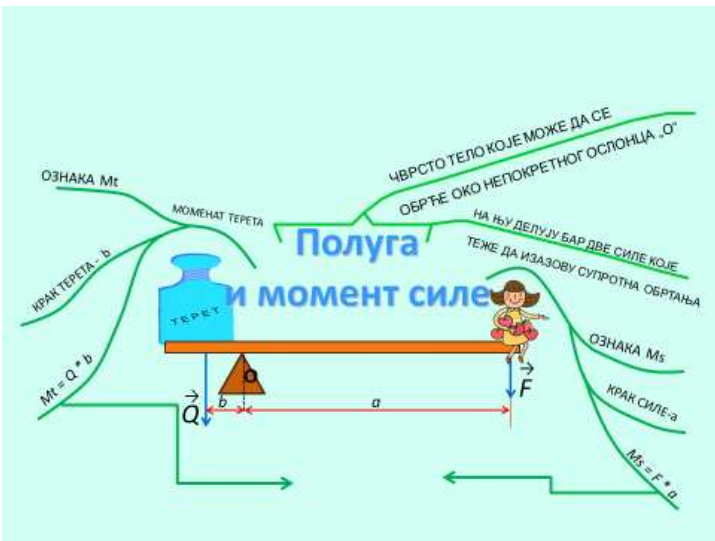 ЧВРСТО ТЕЛО КОЈЕ МОЖЕ ДА СЕ
ОБРЋЕ ОКО НЕПОКРЕТНОГ ОСЛОНЦА „О“
НА ЊУ ДЕЛУЈУ БАР ДВЕ СИЛЕ КОЈЕ
ТЕЖЕ ДА ИЗАЗОВУ СУПРОТНА ОБРТАЊА
ОЗНАКА Mt
МОМЕНАТ ТЕРЕТА
КРАК ТЕРЕТА - b
Mt = Q * b
Полуга
и момент силе
ТЕРЕТ
О
Q
b
a
F
ОЗНАКА Ms
КРАК СИЛЕ-a
Ms = F * a